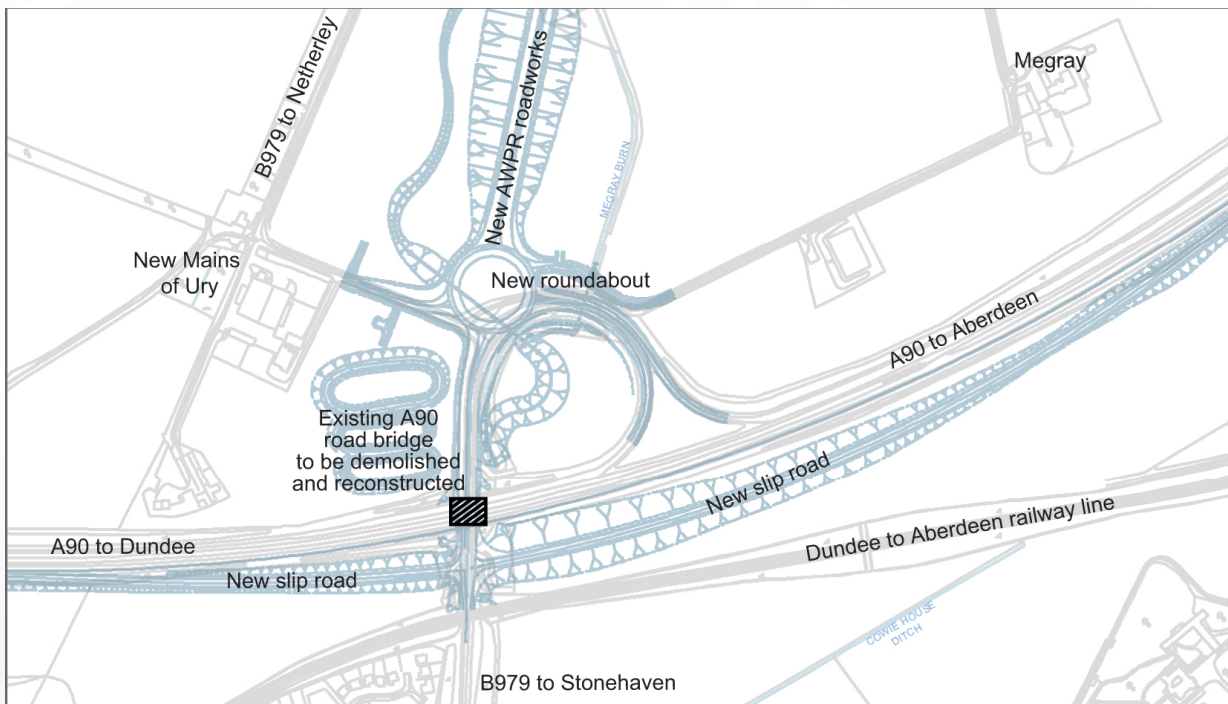 Megray
B979 to Netherley
New AWPR roadworks
MEGRAY BURN
New Mains
of Ury
New roundabout
A90 to Aberdeen
Existing A90
road bridge
to be demolished
and reconstructed
New slip road
A90 to Dundee
Dundee to Aberdeen railway line
New slip road
COWIE HOUSE
DITCH
B979 to Stonehaven